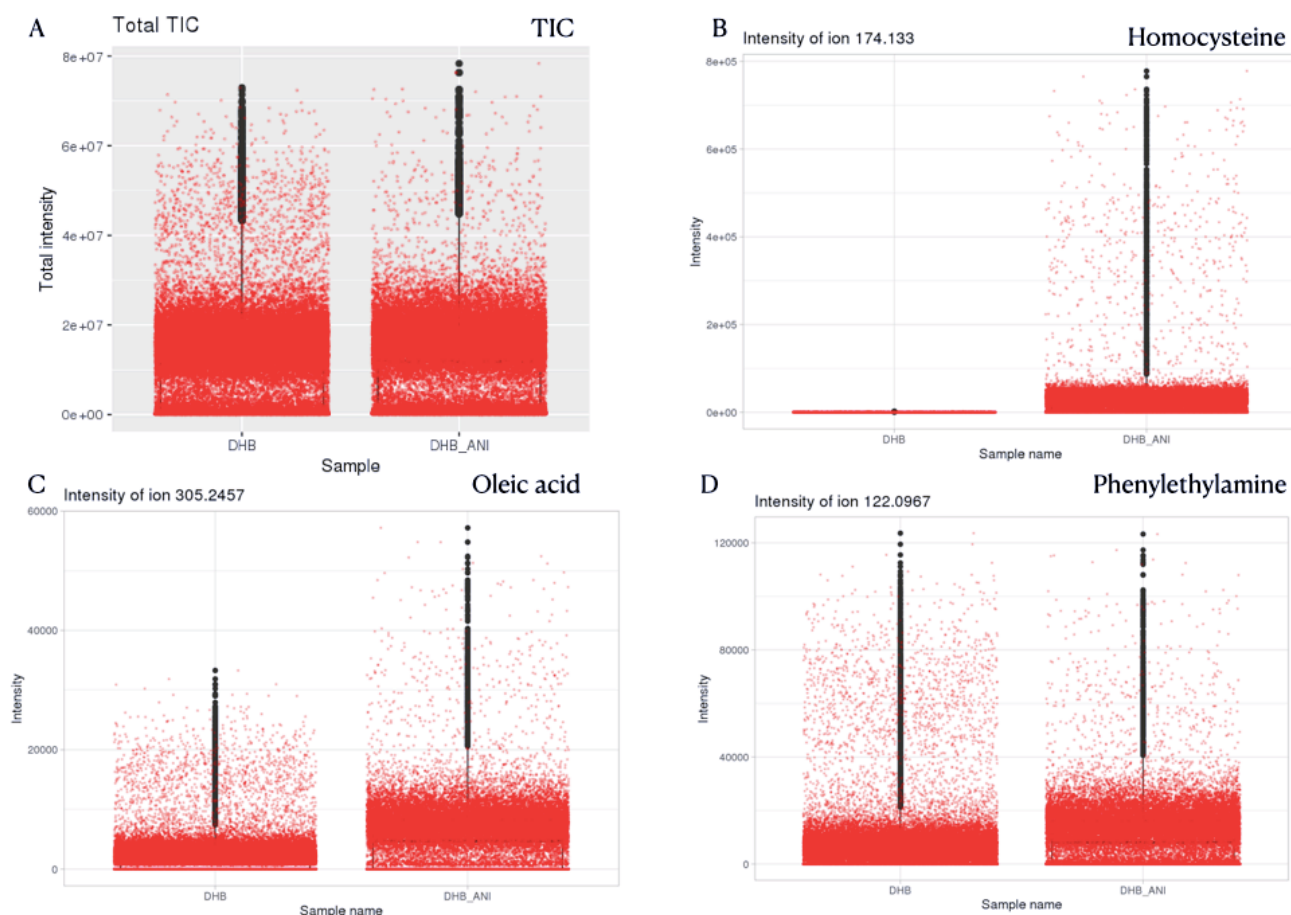 A
Total TIC
TIC
8e+07
6e+07
4e+07
2e+07
0e+00
Total intensity
DHB
DHB_ANI
Sample
B
Intensity of ion 174.133
Homocysteine
8e+05
6e+05
4e+05
2e+05
0e+00
Intensity
DHB
DHB_ANI
Sample name
C
Intensity of ion 305.2457
Oleic acid
60000
40000
20000
0
Intensity
DHB
DHB_ANI
Sample name
D
Intensity of ion 122.0967
Phenylethylamine
120000
80000
40000
0
Intensity
DHB
DHB_ANI
Sample name